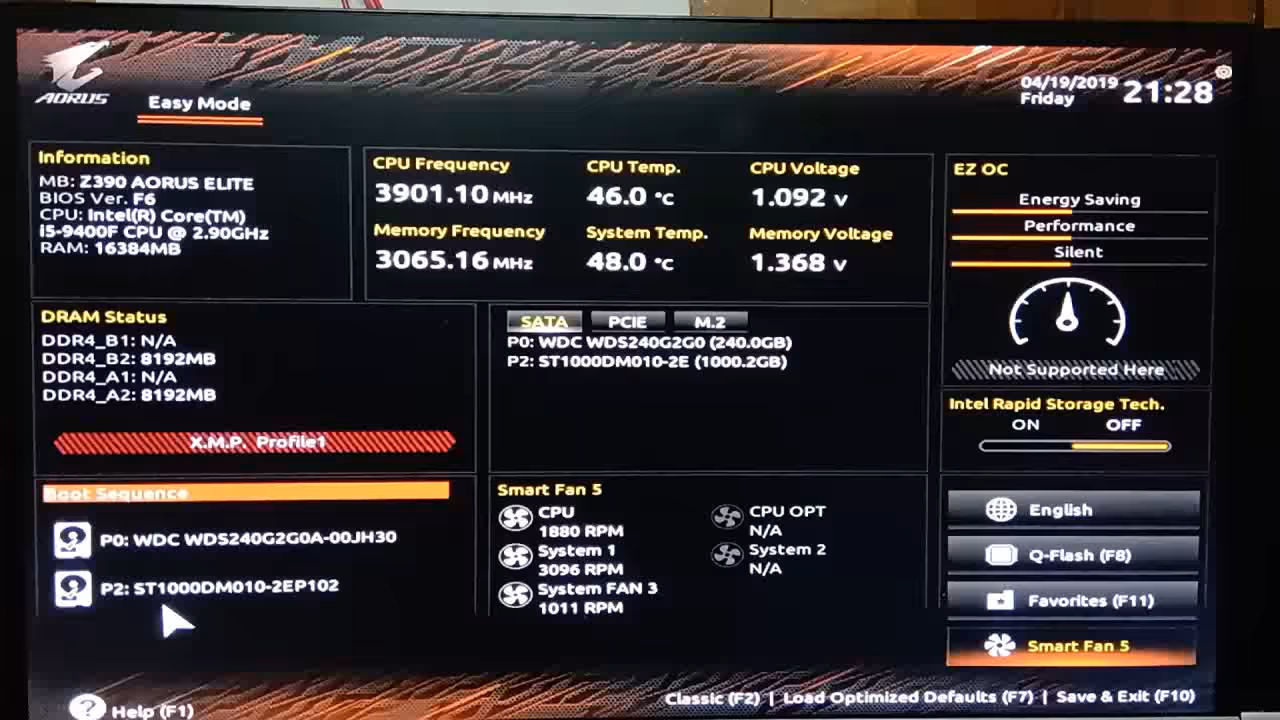 AORUS
Easy Mode
04/19/2019
Friday
21:28
Information
MB: Z390 AORUS ELITE
BIOS Ver. F6
CPU: Intel(R) Core(TM)
i5-9400F CPU @ 2.90GHz
RAM: 16384MB
CPU Frequency
3901.10 MHz
CPU Temp.
46.0 °C
CPU Voltage
1.092 V
Memory Frequency
3065.16 MHz
System Temp.
48.0 °C
Memory Voltage
1.368 V
EZ OC
Energy Saving
Performance
Silent
Not Supported Here
DRAM Status
DDR4_B1: N/A
DDR4_B2: 8192MB
DDR4_A1: N/A
DDR4_A2: 8192MB
X.M.P. Profile1
SATA PCIE M.2
P0: WDC WDS240G2G0 (240.0GB)
P2: ST1000DM010-2E (1000.2GB)
Intel Rapid Storage Tech.
ON OFF
Boot Sequence
P0: WDC WDS240G2G0A-00JH30
P2: ST1000DM010-2EP102
Smart Fan 5
CPU
1880 RPM
CPU OPT
N/A
System 1
3096 RPM
System 2
N/A
System FAN 3
1011 RPM
English
Q-Flash (F8)
Favorites (F11)
Smart Fan 5
Help (F1)
Classic (F2) | Load Optimized Defaults (F7) | Save & Exit (F10)